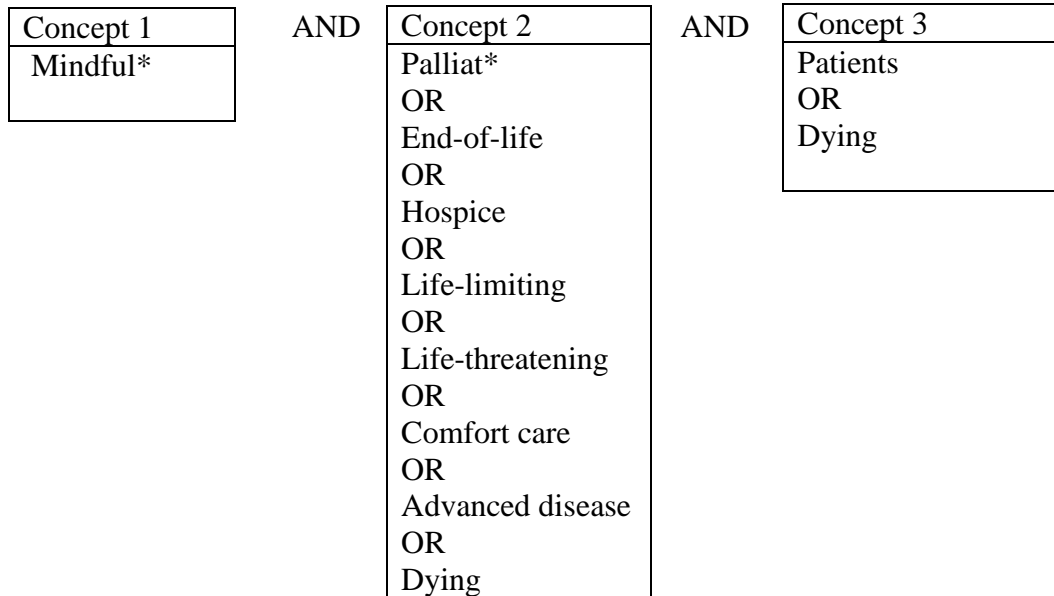 Concept 1
Mindful*
AND
Concept 2
Palliat*
OR
End-of-life
OR
Hospice
OR
Life-limiting
OR
Life-threatening
OR
Comfort care
OR
Advanced disease
OR
Dying
AND
Concept 3
Patients
OR
Dying